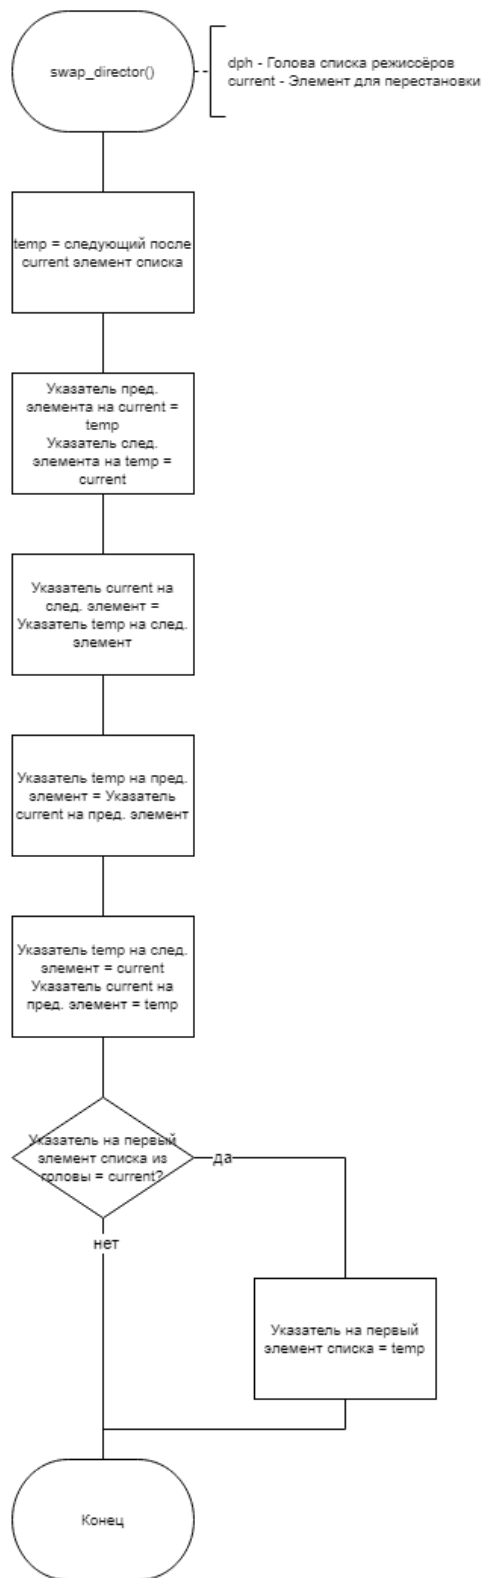 swap_director()
dph - Голова списка режиссёров
current - Элемент для перестановки
temp = следующий после
current элемент списка
Указатель пред.
элемента на current =
temp
Указатель след.
элемента на temp =
current
Указатель current на
след. элемент =
Указатель temp на след.
элемент
Указатель temp на пред.
элемент = Указатель
current на пред. элемент
Указатель temp на след.
элемент = current
Указатель current на
пред. элемент = temp
Указатель на первый
элемент списка из
головы = current?
да
нет
Указатель на первый
элемент списка = temp
Конец